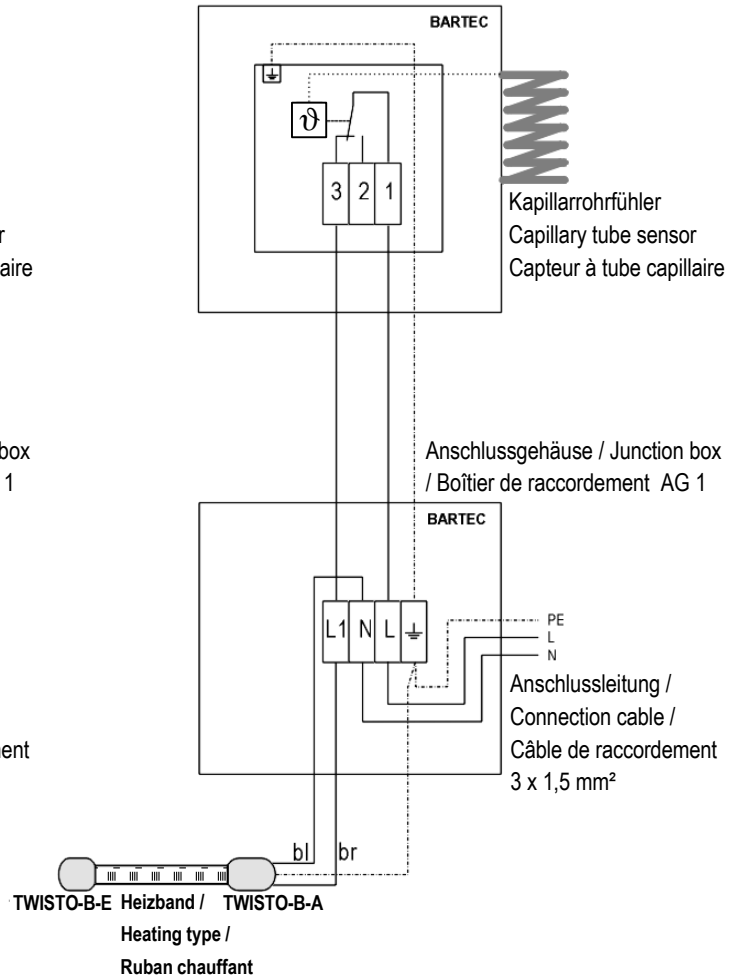 BARTEC
ϑ
3 2 1
Kapillarrohrfühler
Capillary tube sensor
Capteur à tube capillaire
r
aire
box
1
Anschlussgehäuse / Junction box
/ Boîtier de raccordement AG 1
BARTEC
L1 N L
PE
L
N
Anschlussleitung /
Connection cable /
Câble de raccordement
3 x 1,5 mm²
ment
bl br
TWISTO-B-E Heizband / TWISTO-B-A
Heating type /
Ruban chauffant